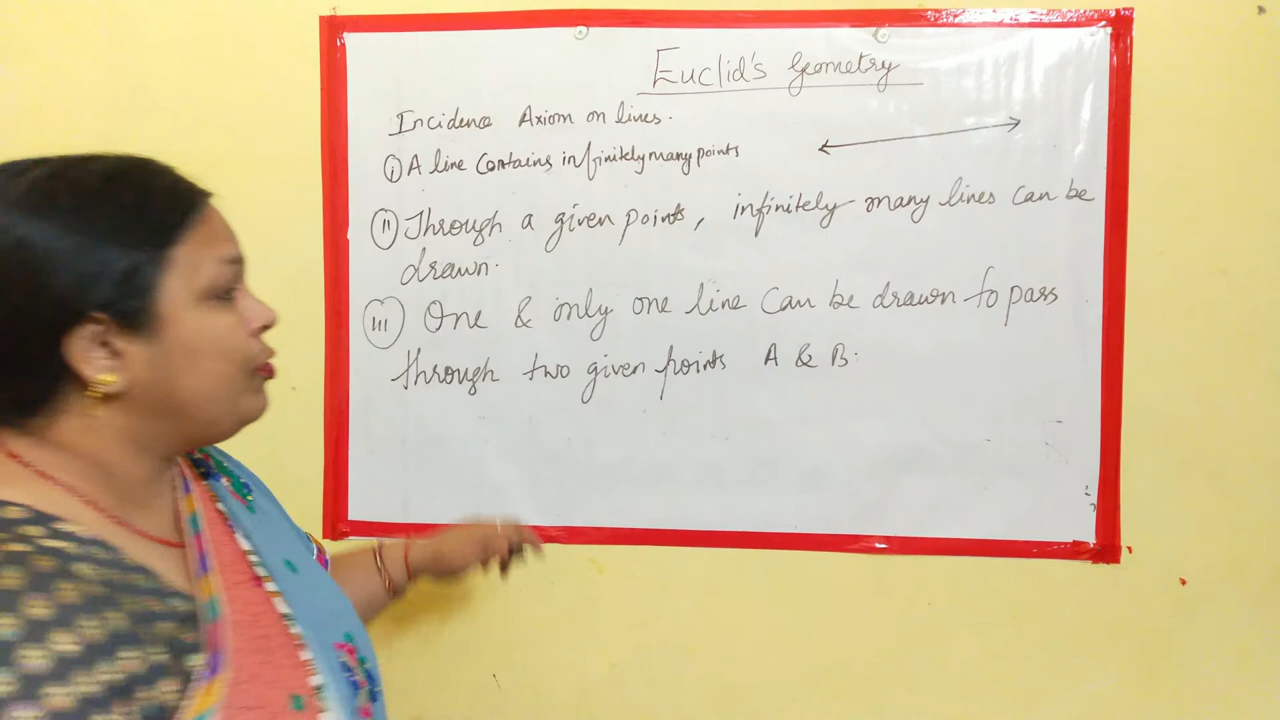 Euclid's Geometry
Incidence Axiom on lines.
(i) A line Contains infinitely many points
(ii) Through a given points, infinitely many lines can be
drawn.
(iii) One & only one line Can be drawn to pass
through two given points A & B.